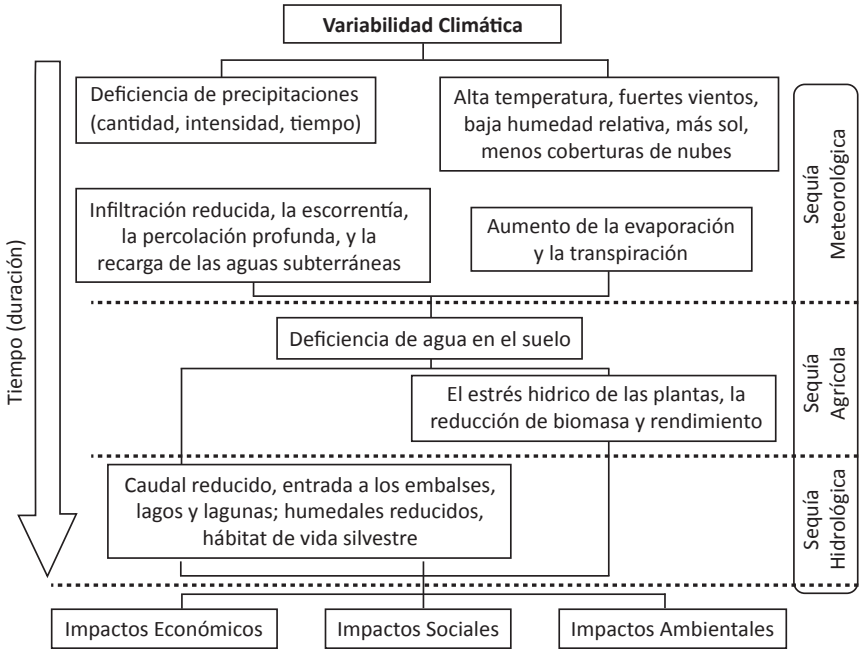 Variabilidad Climática
Deficiencia de precipitaciones
(cantidad, intensidad, tiempo)
Alta temperatura, fuertes vientos,
baja humedad relativa, más sol,
menos coberturas de nubes
Infiltración reducida, la escorrentía,
la percolación profunda, y la
recarga de las aguas subterráneas
Aumento de la evaporación
y la transpiración
Sequía
Meteorológica
Tiempo (duración)
Deficiencia de agua en el suelo
El estrés hidrico de las plantas, la
reducción de biomasa y rendimiento
Sequía
Agrícola
Caudal reducido, entrada a los embalses,
lagos y lagunas; humedales reducidos,
hábitat de vida silvestre
Sequía
Hidrológica
Impactos Económicos
Impactos Sociales
Impactos Ambientales